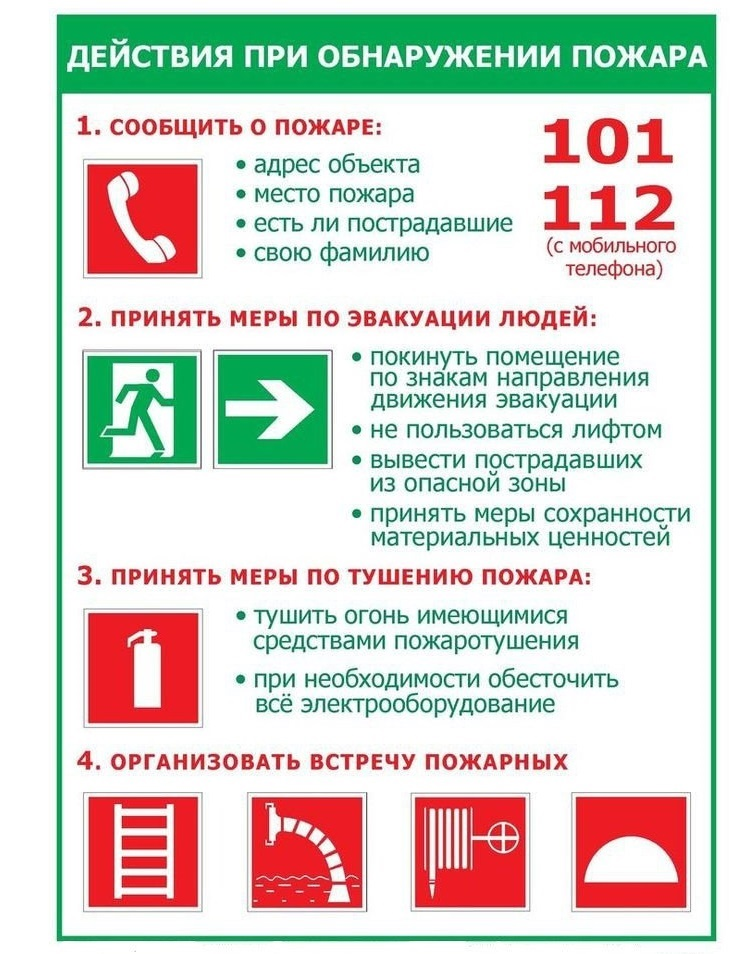 ДЕЙСТВИЯ ПРИ ОБНАРУЖЕНИИ ПОЖАРА
1. СООБЩИТЬ О ПОЖАРЕ:
• адрес объекта
• место пожара
• есть ли пострадавшие
• свою фамилию
101
112
(с мобильного
телефона)
2. ПРИНЯТЬ МЕРЫ ПО ЭВАКУАЦИИ ЛЮДЕЙ:
• покинуть помещение
по знакам направления
движения эвакуации
• не пользоваться лифтом
• вывести пострадавших
из опасной зоны
• принять меры сохранности
материальных ценностей
3. ПРИНЯТЬ МЕРЫ ПО ТУШЕНИЮ ПОЖАРА:
• тушить огонь имеющимися
средствами пожаротушения
• при необходимости обесточить
всё электрооборудование
4. ОРГАНИЗОВАТЬ ВСТРЕЧУ ПОЖАРНЫХ